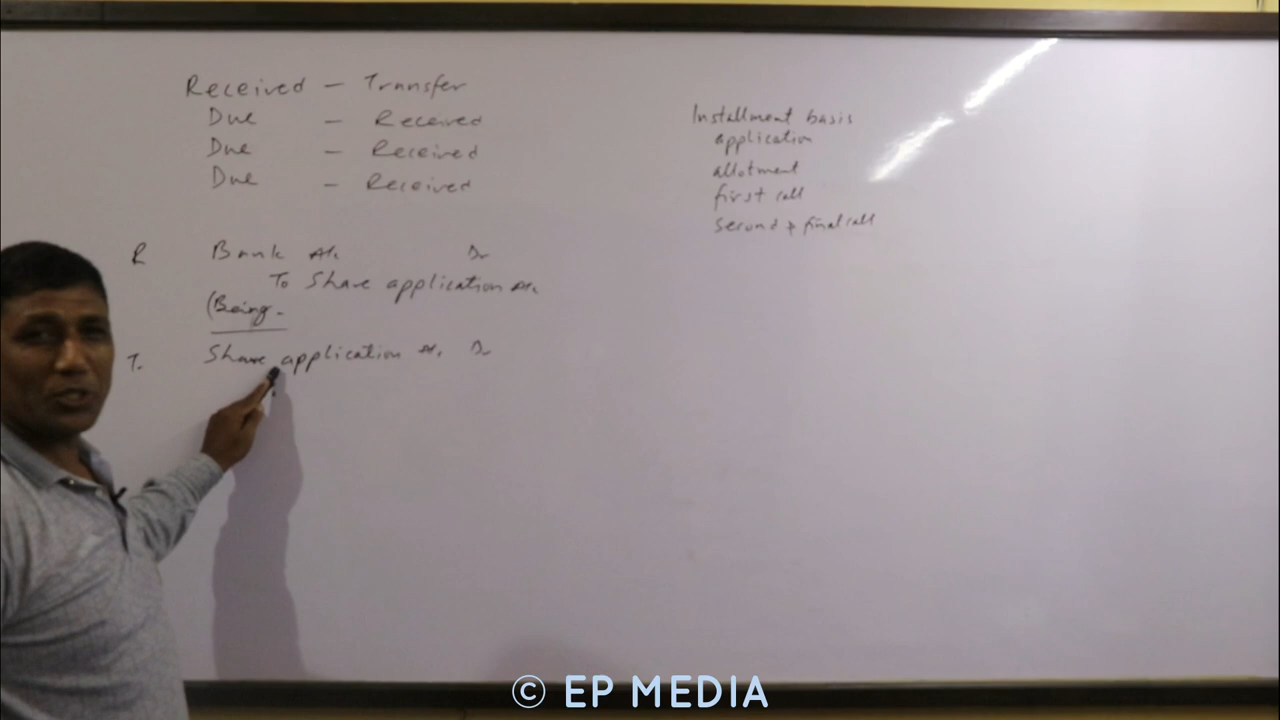 Received - Transfer
Due - Received
Due - Received
Due - Received
Installment basis
application
allotment
first call
second & final call
R Bank A/c Dr
To Share application A/c
(Being -
T. Share application A/c Dr
© EP MEDIA